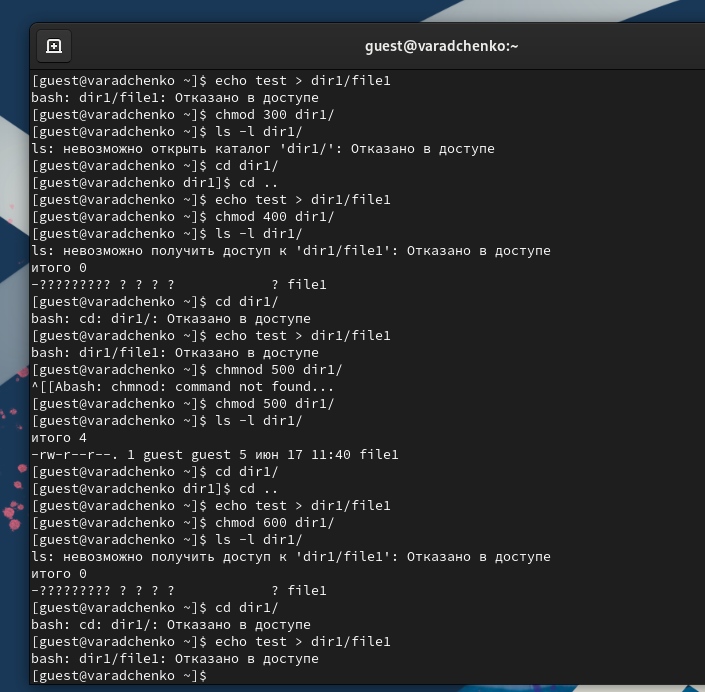 guest@varadchenko:~
[guest@varadchenko ~]$ echo test > dir1/file1
bash: dir1/file1: Отказано в доступе
[guest@varadchenko ~]$ chmod 300 dir1/
[guest@varadchenko ~]$ ls -l dir1/
ls: невозможно открыть каталог 'dir1/': Отказано в доступе
[guest@varadchenko ~]$ cd dir1/
[guest@varadchenko dir1]$ cd ..
[guest@varadchenko ~]$ echo test > dir1/file1
[guest@varadchenko ~]$ chmod 400 dir1/
[guest@varadchenko ~]$ ls -l dir1/
ls: невозможно получить доступ к 'dir1/file1': Отказано в доступе
итого 0
-????????? ? ? ? ?            ? file1
[guest@varadchenko ~]$ cd dir1/
bash: cd: dir1/: Отказано в доступе
[guest@varadchenko ~]$ echo test > dir1/file1
bash: dir1/file1: Отказано в доступе
[guest@varadchenko ~]$ chmnod 500 dir1/
^[[Abash: chmnod: command not found...
[guest@varadchenko ~]$ chmod 500 dir1/
[guest@varadchenko ~]$ ls -l dir1/
итого 4
-rw-r--r--. 1 guest guest 5 июн 17 11:40 file1
[guest@varadchenko ~]$ cd dir1/
[guest@varadchenko dir1]$ cd ..
[guest@varadchenko ~]$ echo test > dir1/file1
[guest@varadchenko ~]$ chmod 600 dir1/
[guest@varadchenko ~]$ ls -l dir1/
ls: невозможно получить доступ к 'dir1/file1': Отказано в доступе
итого 0
-????????? ? ? ? ?            ? file1
[guest@varadchenko ~]$ cd dir1/
bash: cd: dir1/: Отказано в доступе
[guest@varadchenko ~]$ echo test > dir1/file1
bash: dir1/file1: Отказано в доступе
[guest@varadchenko ~]$